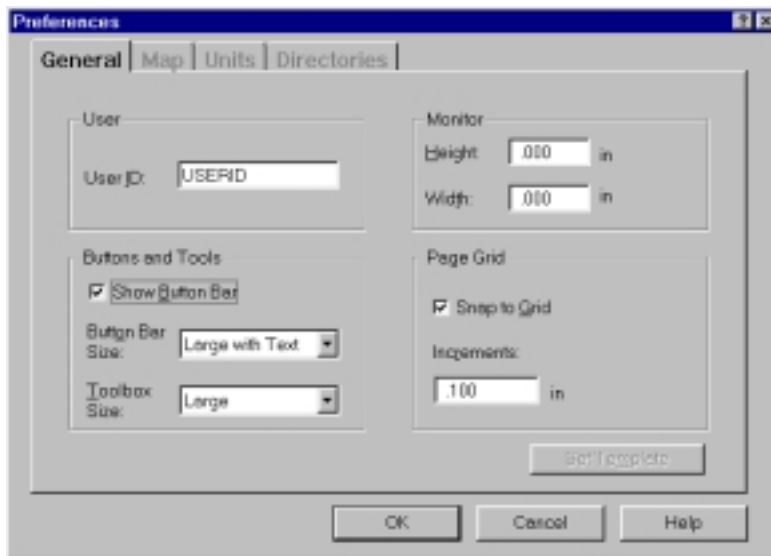 Preferences
General Map Units Directories
User
User ID: USERID
Monitor
Height: .000 in
Width: .000 in
Buttons and Tools
Show Button Bar
Button Bar Size: Large with Text
Toolbox Size: Large
Page Grid
Snap to Grid
Increments:
.100 in
Set Template
OK Cancel Help